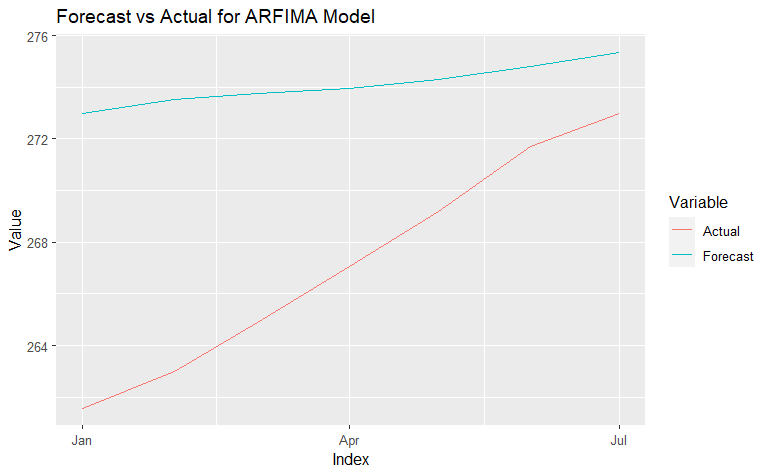 Forecast vs Actual for ARFIMA Model
276
272
268
264
Value
Jan
Apr
Jul
Index
Variable
Actual
Forecast